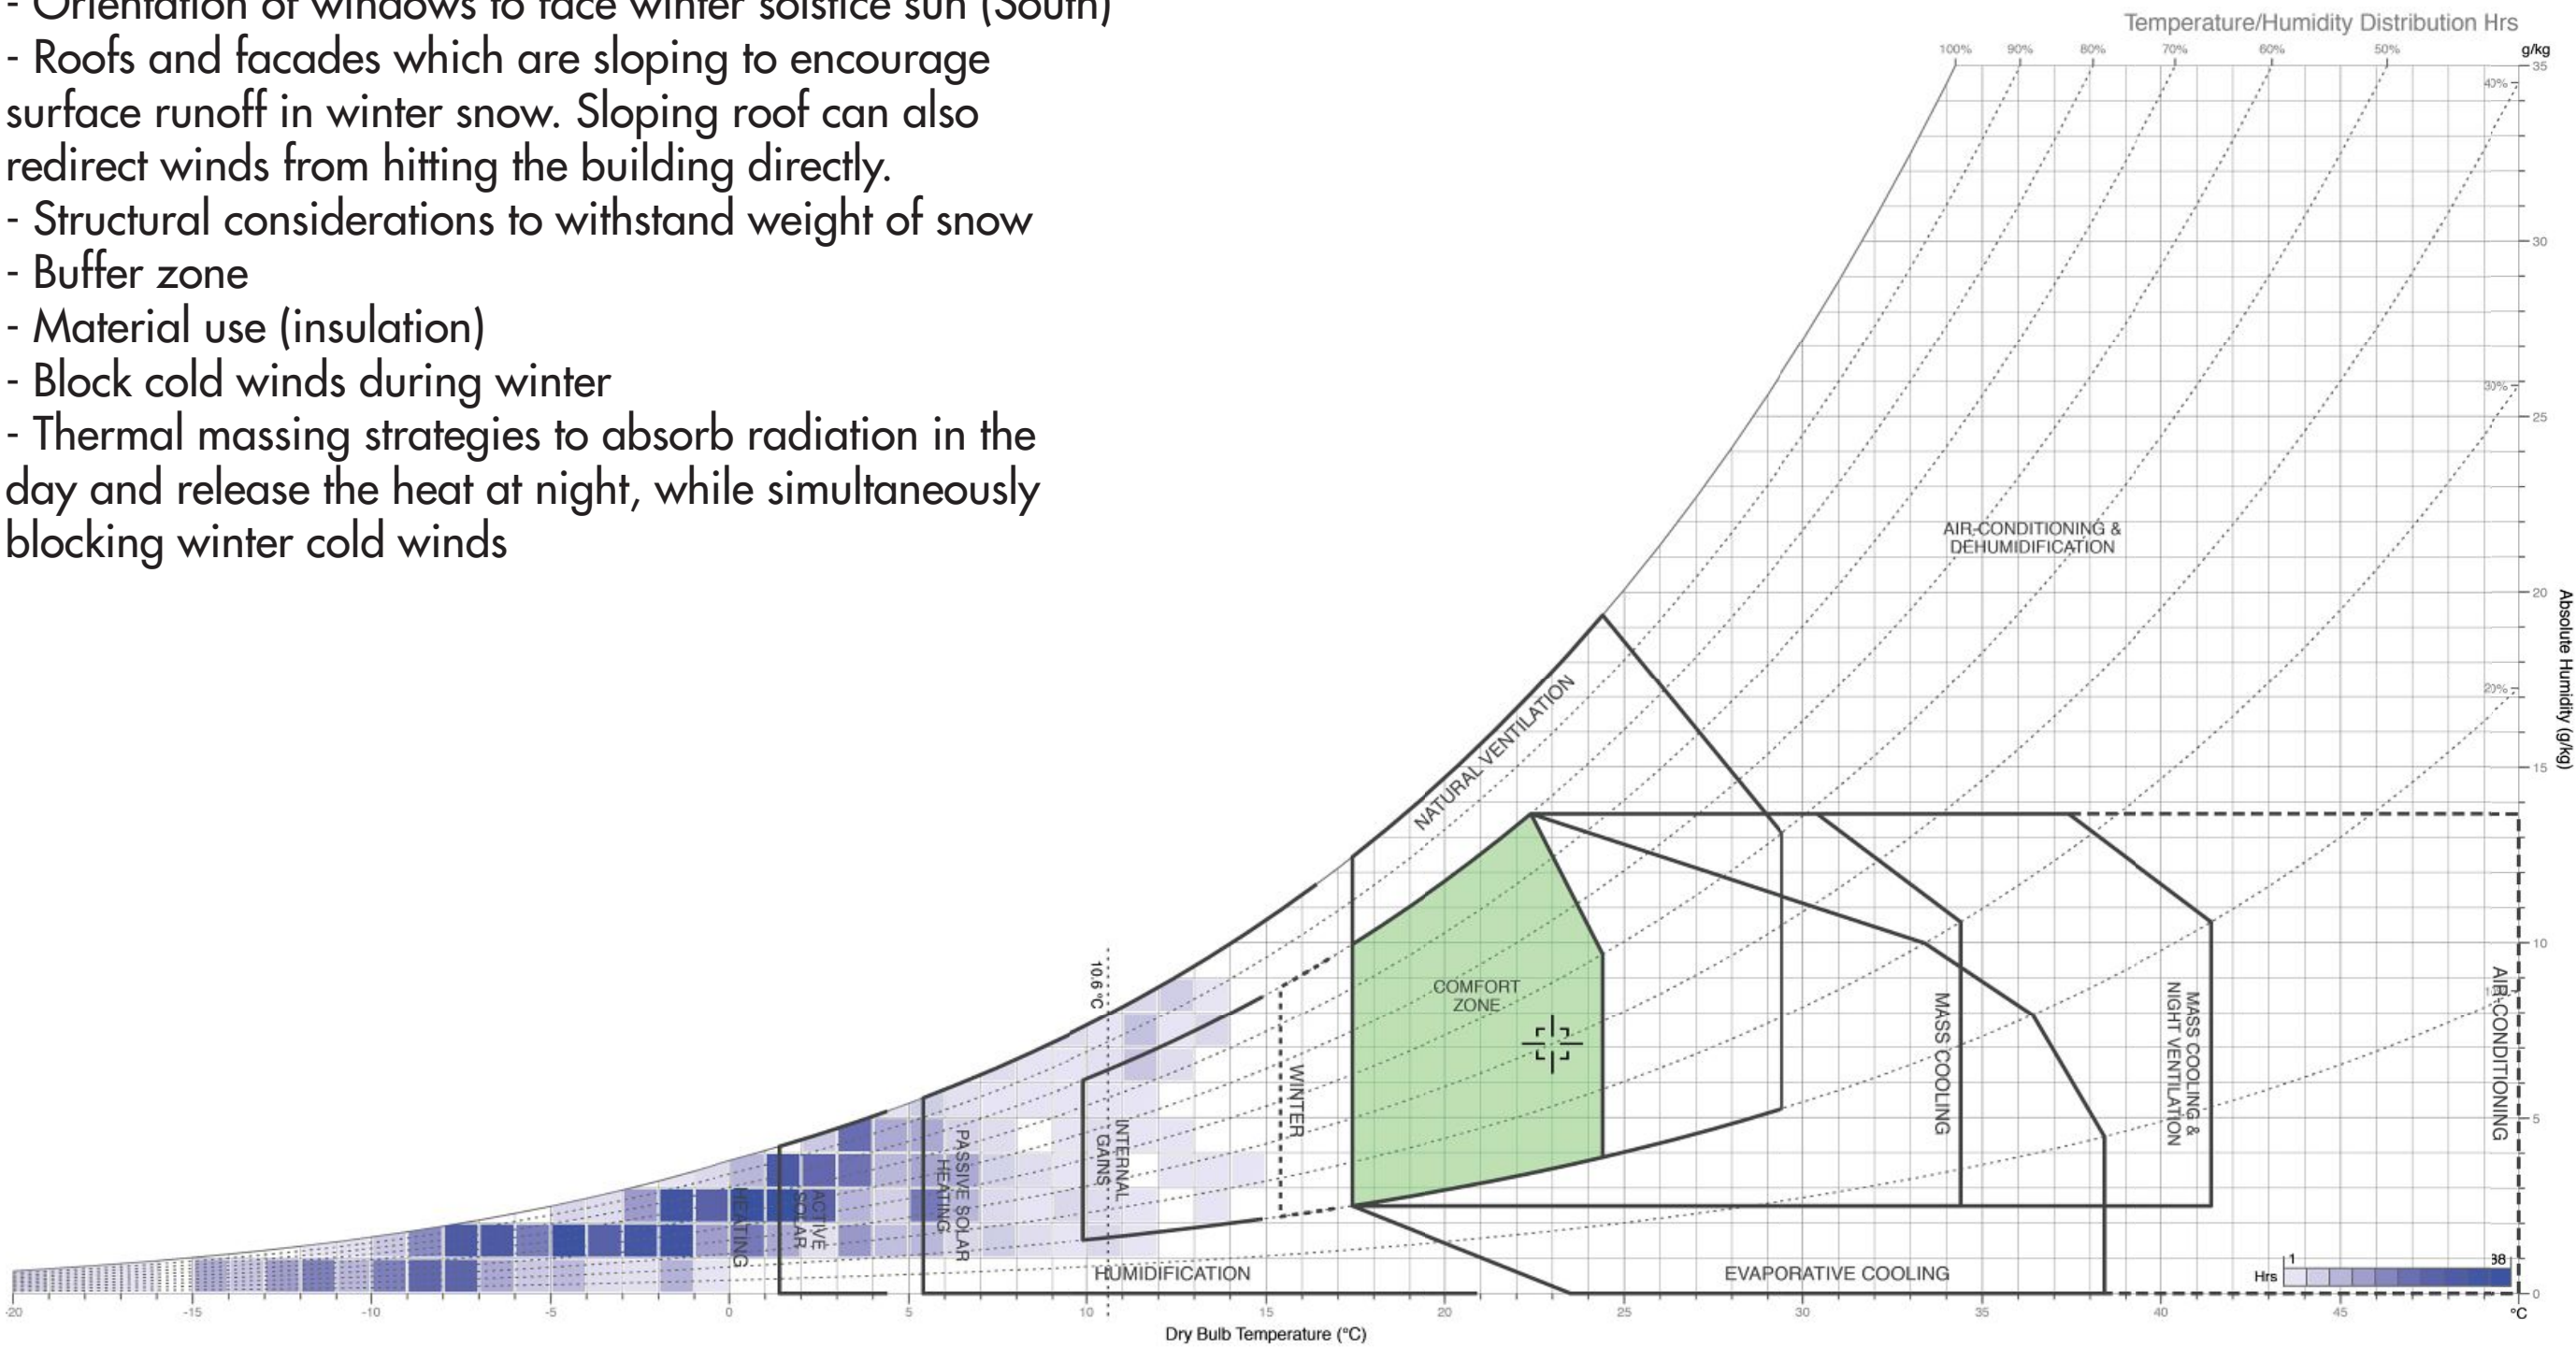 - Orientation of windows to face winter solstice sun (South)
- Roofs and facades which are sloping to encourage
surface runoff in winter snow. Sloping roof can also
redirect winds from hitting the building directly.
- Structural considerations to withstand weight of snow
- Buffer zone
- Material use (insulation)
- Block cold winds during winter
- Thermal massing strategies to absorb radiation in the
day and release the heat at night, while simultaneously
blocking winter cold winds
Temperature/Humidity Distribution Hrs
100% 90% 80% 70% 60% 50%
g/kg
35
40%
30
30%
25
AIR-CONDITIONING &
DEHUMIDIFICATION
20
Absolute Humidity (g/kg)
20%
15
NATURAL VENTILATION
10
10.6 °C
COMFORT
ZONE
WINTER
MASS COOLING
MASS COOLING &
NIGHT VENTILATION
AIR-CONDITIONING
5
HEATING
ACTIVE
SOLAR
PASSIVE SOLAR
HEATING
INTERNAL
GAINS
HUMIDIFICATION
EVAPORATIVE COOLING
Hrs
1
38
0
-20 -15 -10 -5 0 5 10 15 20 25 30 35 40 45 °C
Dry Bulb Temperature (°C)